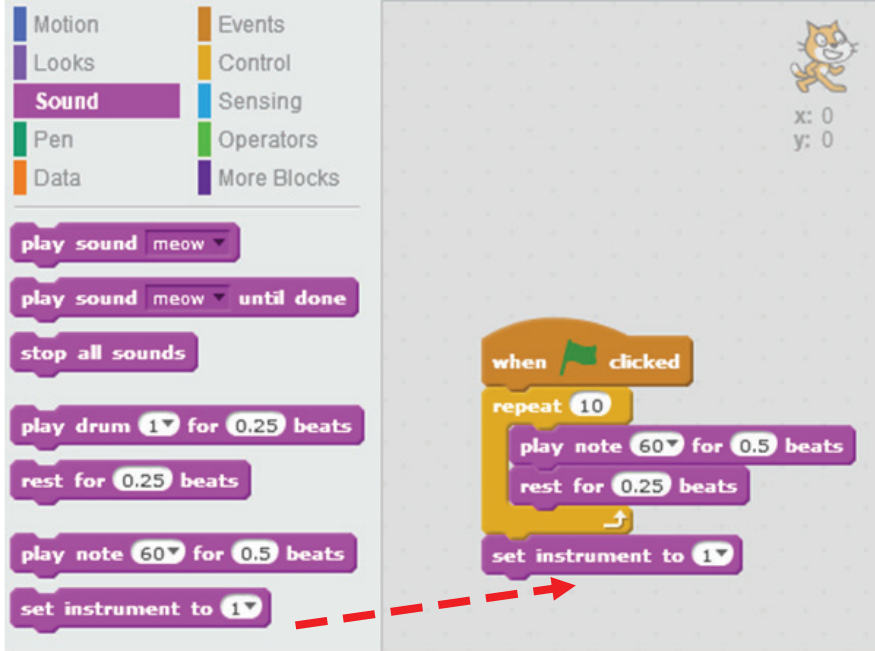 Motion
Events
Looks
Control
Sound
Sensing
Pen
Operators
Data
More Blocks
play sound meow
play sound meow until done
stop all sounds
play drum 1 for 0.25 beats
rest for 0.25 beats
play note 60 for 0.5 beats
set instrument to 1
x: 0
y: 0
when clicked
repeat 10
play note 60 for 0.5 beats
rest for 0.25 beats
set instrument to 1